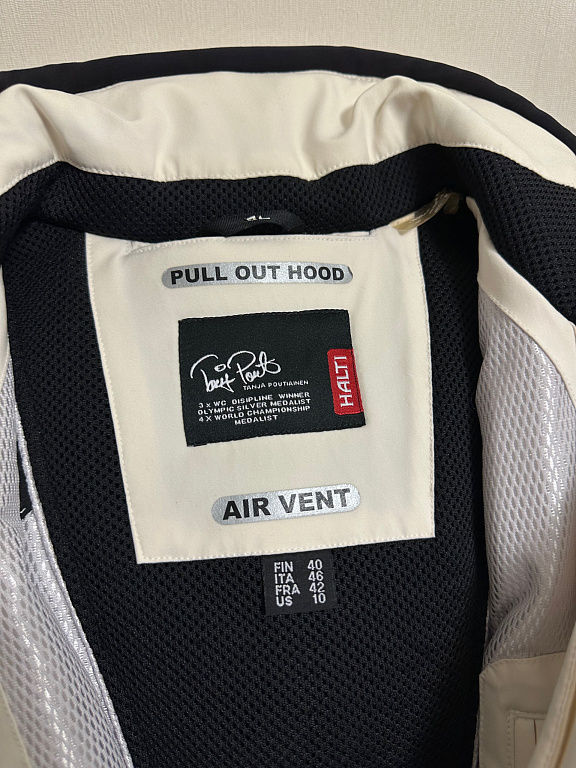 PULL OUT HOOD
TANJA POUTIAINEN
3 x WC DISIPLINE WINNER
OLYMPIC SILVER MEDALIST
4 X WORLD CHAMPIONSHIP
MEDALIST
HALTI
AIR VENT
FIN 40
ITA 46
FRA 42
US 10